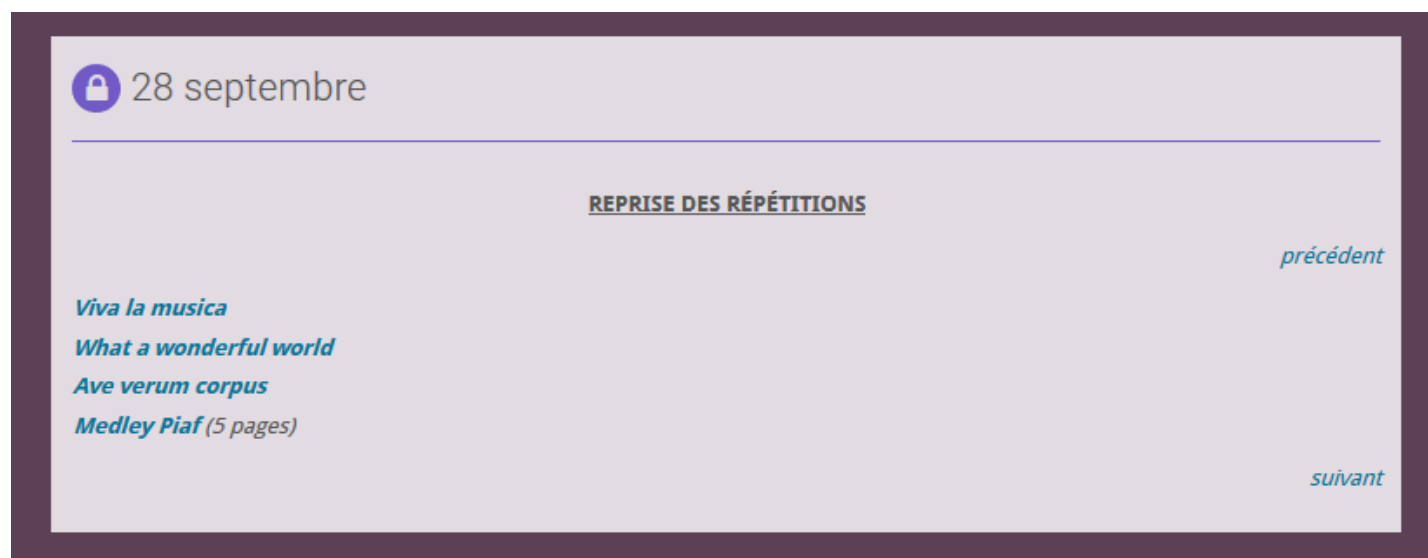 28 septembre
REPRISE DES RÉPÉTITIONS
précédent
Viva la musica
What a wonderful world
Ave verum corpus
Medley Piaf (5 pages)
suivant